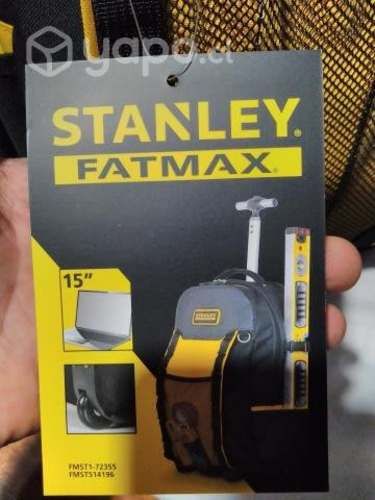 yapo.cl
STANLEY®
FATMAX®
15"
STANLEY
FMST1-72355
FMST514196